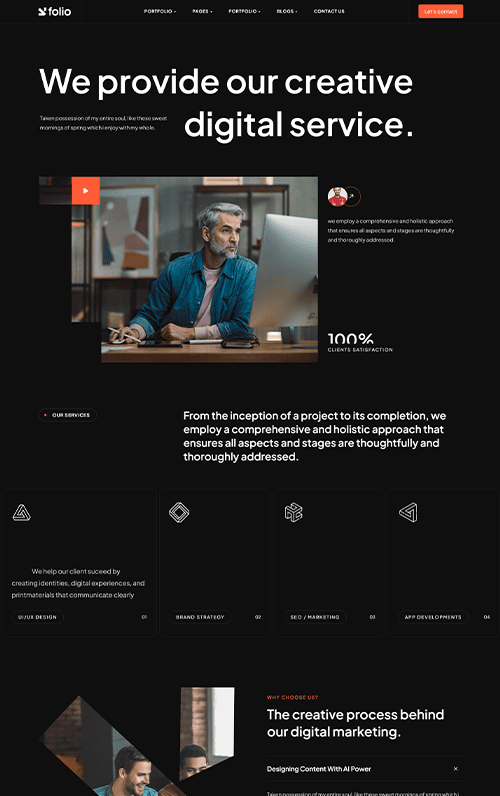 folio
PORTFOLIO
PAGES
PORTFOLIO
BLOGS
CONTACT US
Let's contact
We provide our creative
Taken possession of my entire soul, like these sweet
mornings of spring which i enjoy with my whole.
digital service.
we employ a comprehensive and holistic approach
that ensures all aspects and stages are thoughtfully
and thoroughly addressed.
100%
CLIENTS SATISFACTION
OUR SERVICES
From the inception of a project to its completion, we
employ a comprehensive and holistic approach that
ensures all aspects and stages are thoughtfully and
thoroughly addressed.
We help our client suceed by
creating identities, digital experiences, and
printmaterials that communicate clearly
UI/UX DESIGN 01
BRAND STRATEGY 02
SEO / MARKETING 03
APP DEVELOPMENTS 04
WHY CHOOSE US?
The creative process behind
our digital marketing.
Designing Content With AI Power
Taken possession of my entire soul, like these sweet mornings of spring which i